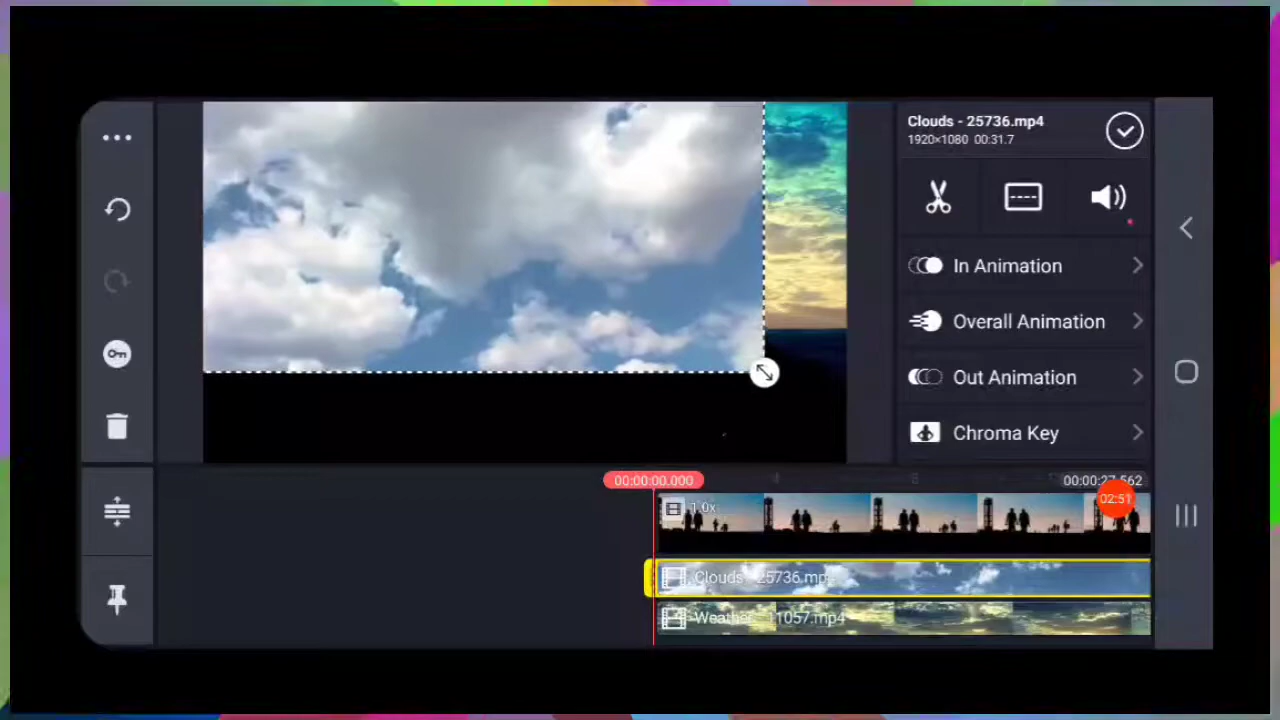 Clouds - 25736.mp4
1920×1080 00:31.7
In Animation
Overall Animation
Out Animation
Chroma Key
00:00:00.000
00:00:27.562
02:51
1.0x
Clouds - 25736.mp4
Weather - 11057.mp4